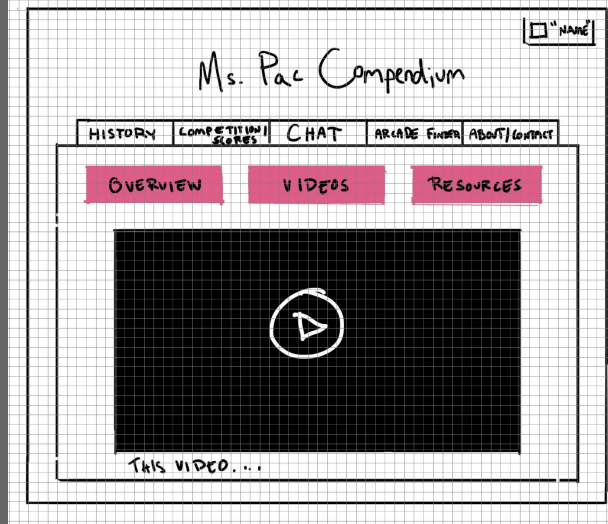 "NAME"
Ms. Pac Compendium
HISTORY
COMPETITION/
SCORES
CHAT
ARCADE FINDER
ABOUT/CONTACT
OVERVIEW
VIDEOS
RESOURCES
THIS VIDEO....